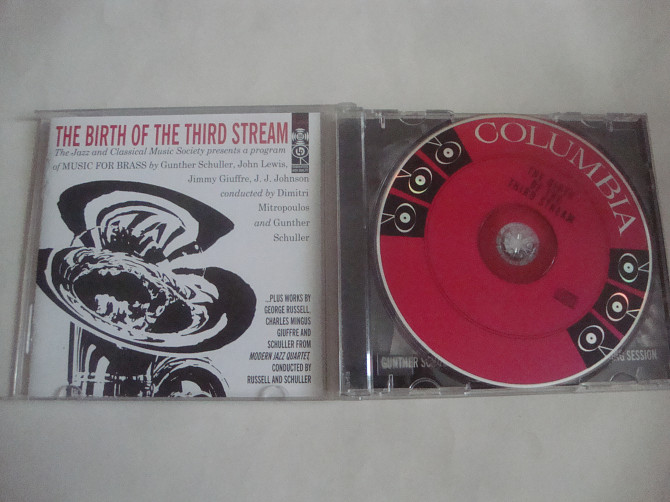 THE BIRTH OF THE THIRD STREAM
The Jazz and Classical Music Society presents a program
of MUSIC FOR BRASS by Gunther Schuller, John Lewis,
Jimmy Giuffre, J. J. Johnson
conducted by Dimitri
Mitropoulos
and Gunther
Schuller
...PLUS WORKS BY
GEORGE RUSSELL,
CHARLES MINGUS
GIUFFRE AND
SCHULLER FROM
MODERN JAZZ QUARTET,
CONDUCTED BY
RUSSELL AND SCHULLER
COLUMBIA
THE BIRTH
OF THE
THIRD STREAM
GUNTHER
SESSION